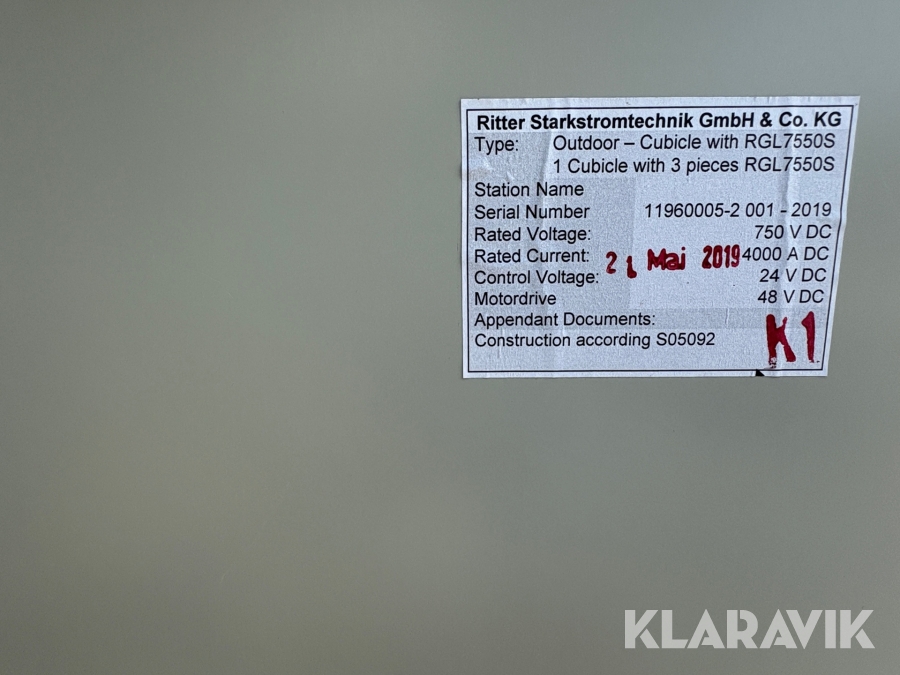 Ritter Starkstromtechnik GmbH & Co. KG
Type: Outdoor – Cubicle with RGL7550S
1 Cubicle with 3 pieces RGL7550S
Station Name
Serial Number 11960005-2 001 - 2019
Rated Voltage: 750 V DC
Rated Current: 4000 A DC
21 Mai 2019
Control Voltage: 24 V DC
Motordrive 48 V DC
Appendant Documents:
Construction according S05092
K1
KLARAVIK